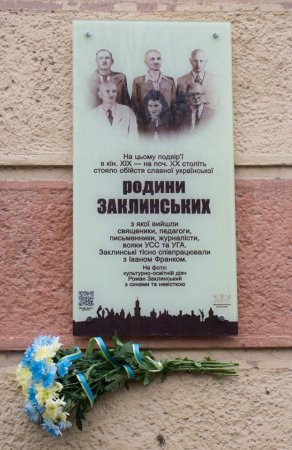 На цьому подвір'ї
в кін. XIX — на поч. XX століть
стояло обійстя славної української
РОДИНИ
ЗАКЛИНСЬКИХ
з якої вийшли
священики, педагоги,
письменники, журналісти,
вояки УСС та УГА.
Заклинські тісно співпрацювали
з Іваном Франком.
На фото:
культурно-освітній діяч
Роман Заклинський
з синами та невісткою